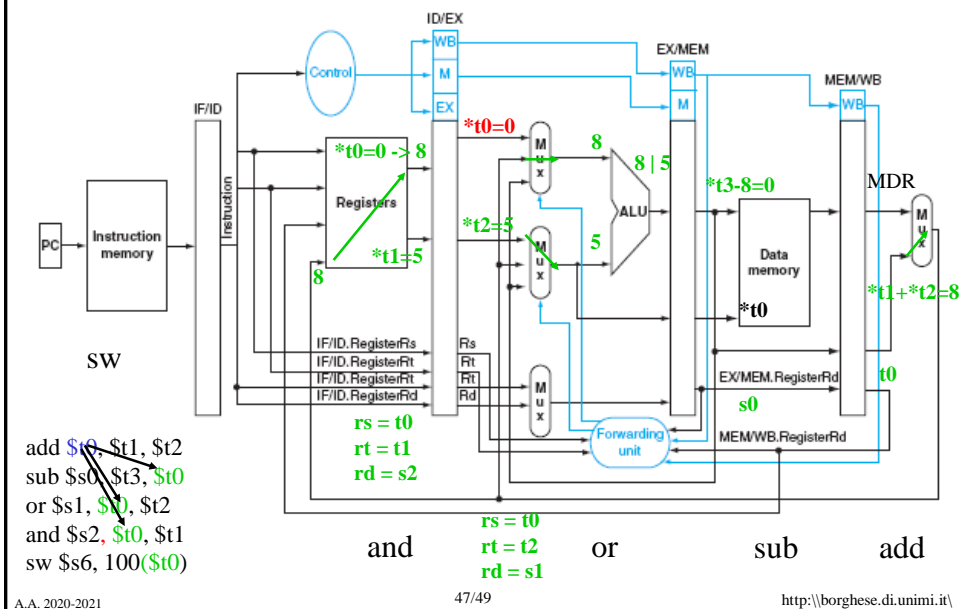 ID/EX
WB
M
EX
Control
EX/MEM
WB
M
MEM/WB
WB
IF/ID
*t0=0
*t0=0 -> 8
Registers
*t1=5
8
Instruction
PC
Instruction
memory
M
u
x
8
8 | 5
ALU
*t2=5
M
u
x
5
*t3-8=0
Data
memory
*t0
MDR
M
u
x
*t1+*t2=8
sw
IF/ID.RegisterRs
IF/ID.RegisterRt
IF/ID.RegisterRt
IF/ID.RegisterRd
Rs
Rt
Rt
Rd
M
u
x
EX/MEM.RegisterRd
t0
s0
Forwarding
unit
MEM/WB.RegisterRd
rs = t0
rt = t1
rd = s2
add $t0, $t1, $t2
sub $s0, $t3, $t0
or $s1, $t0, $t2
and $s2, $t0, $t1
sw $s6, 100($t0)
and
rs = t0
rt = t2
rd = s1
or
sub
add
A.A. 2020-2021
47/49
http:\\borghese.di.unimi.it\